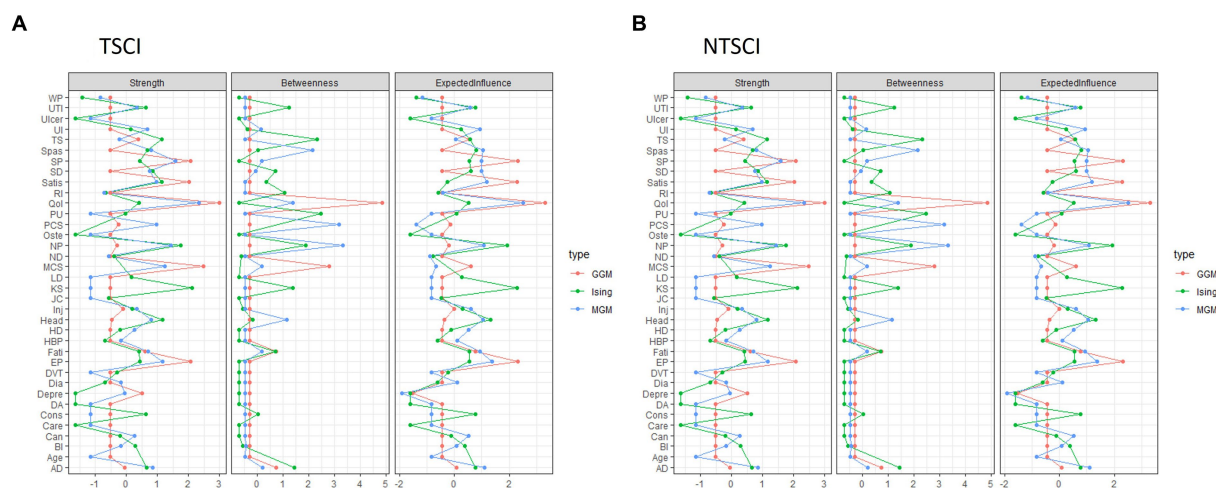 A
B
TSCI
NTSCI
Strength Betweenness ExpectedInfluence
Strength Betweenness ExpectedInfluence
WP
UTI
Ulcer
UI
TS
Spas
SP
SD
Satis
RI
Qol
PU
PCS
Oste
NP
ND
MCS
LD
KS
JC
Inj
Head
HD
HBP
Fati
EP
DVT
Dia
Depre
DA
Cons
Care
Can
BI
Age
AD
-1 0 1 2 3 0 1 2 3 4 5 -2 0 2
type
GGM
Ising
MGM
WP
UTI
Ulcer
UI
TS
Spas
SP
SD
Satis
RI
Qol
PU
PCS
Oste
NP
ND
MCS
LD
KS
JC
Inj
Head
HD
HBP
Fati
EP
DVT
Dia
Depre
DA
Cons
Care
Can
BI
Age
AD
-1 0 1 2 3 0 1 2 3 4 5 -2 0 2
type
GGM
Ising
MGM